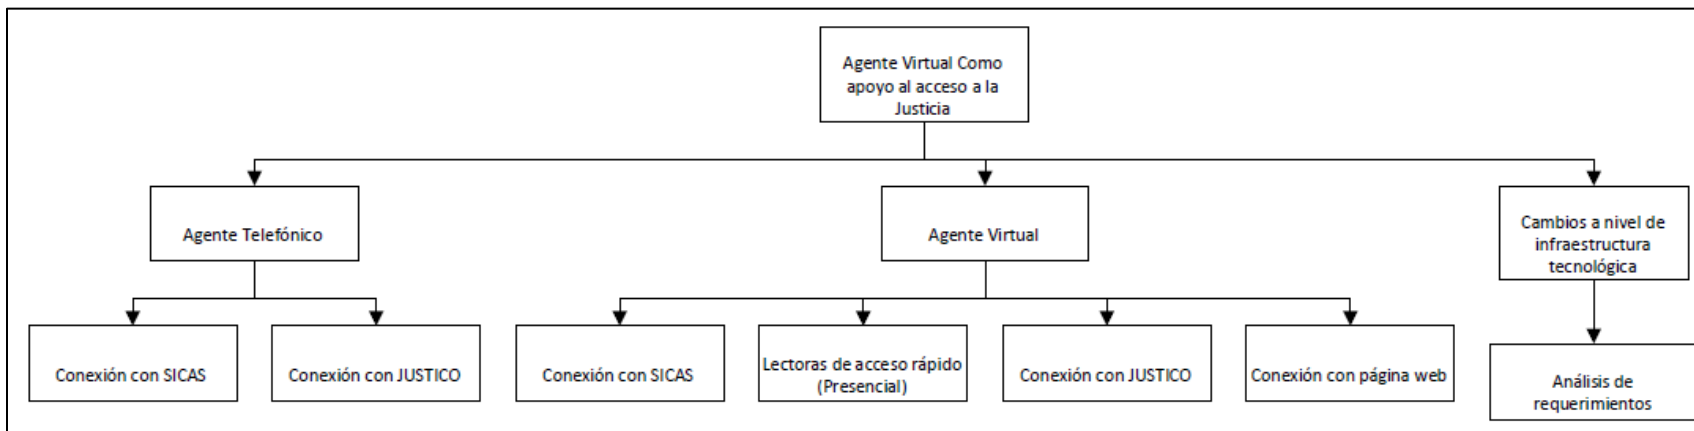 Agente Virtual Como
apoyo al acceso a la
Justicia
Agente Telefónico
Agente Virtual
Cambios a nivel de
infraestructura
tecnológica
Conexión con SICAS
Conexión con JUSTICO
Conexión con SICAS
Lectoras de acceso rápido
(Presencial)
Conexión con JUSTICO
Conexión con página web
Análisis de
requerimientos